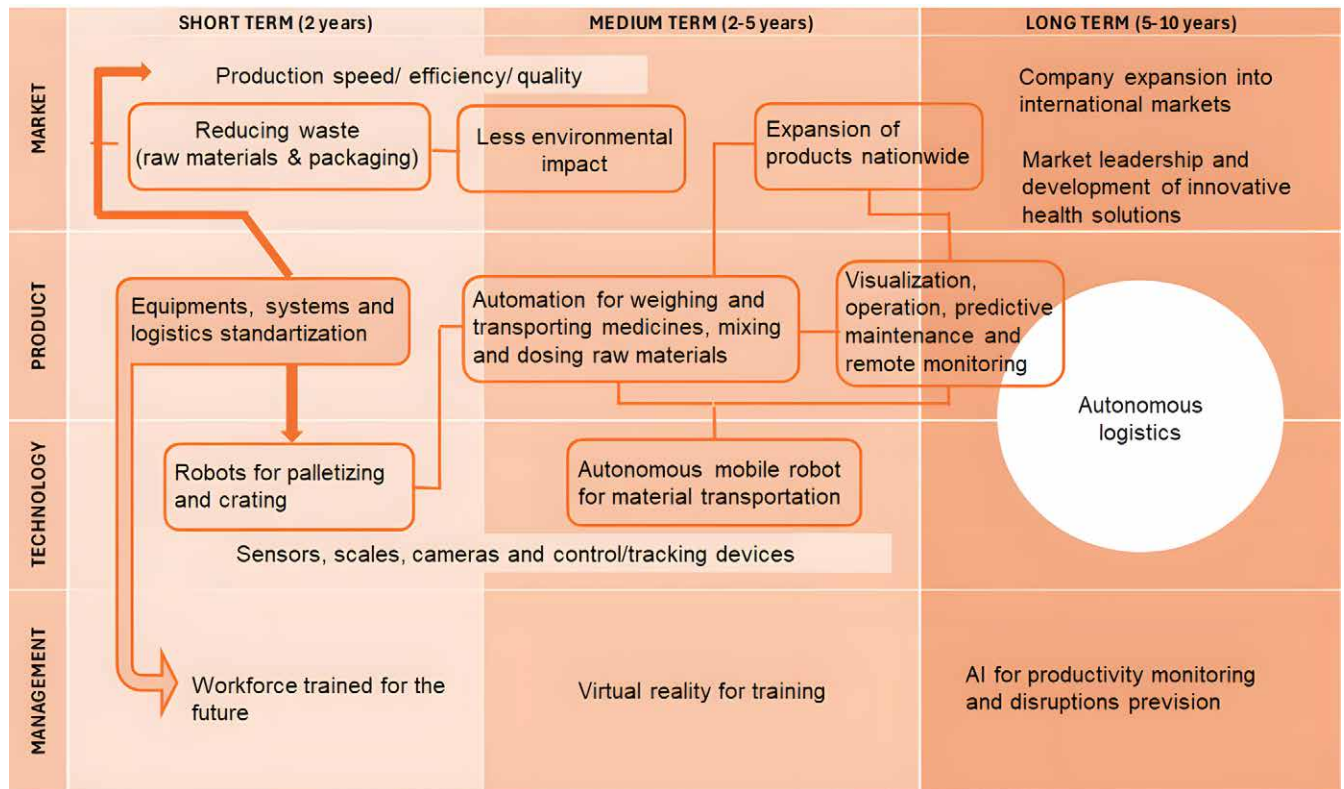 SHORT TERM (2 years)
MEDIUM TERM (2-5 years)
LONG TERM (5-10 years)
MARKET
Production speed/ efficiency/ quality
Reducing waste
(raw materials & packaging)
Less environmental
impact
Expansion of
products nationwide
Company expansion into
international markets
Market leadership and
development of innovative
health solutions
PRODUCT
Equipments, systems and
logistics standartization
Automation for weighing and
transporting medicines, mixing
and dosing raw materials
Visualization,
operation, predictive
maintenance and
remote monitoring
Autonomous
logistics
TECHNOLOGY
Robots for palletizing
and crating
Autonomous mobile robot
for material transportation
Sensors, scales, cameras and control/tracking devices
MANAGEMENT
Workforce trained for the
future
Virtual reality for training
AI for productivity monitoring
and disruptions prevision